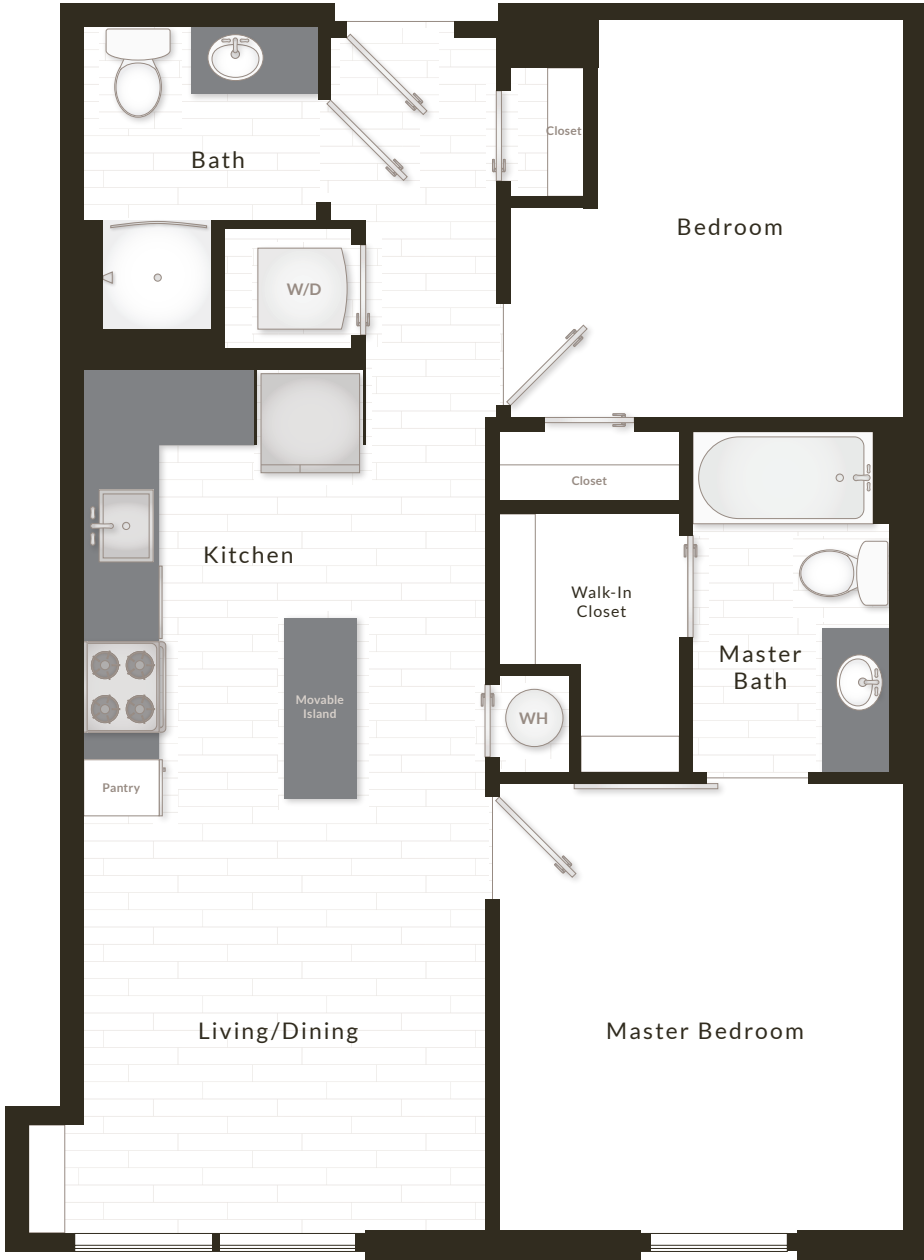 Closet
Bath
Bedroom
W/D
Closet
Kitchen
Walk-In
Closet
Master
Bath
Movable
Island
WH
Pantry
Living/Dining
Master Bedroom